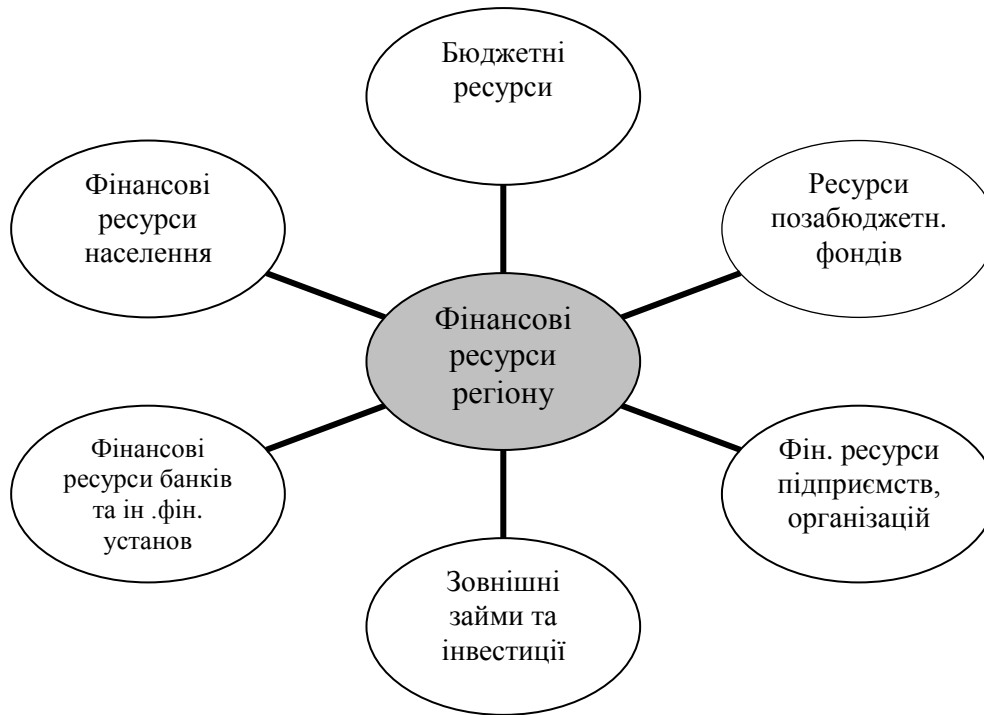 Бюджетні
ресурси
Фінансові
ресурси
населення
Ресурси
позабюджетн.
фондів
Фінансові
ресурси
регіону
Фінансові
ресурси банків
та ін .фін.
установ
Фін. ресурси
підприємств,
організацій
Зовнішні
займи та
інвестиції